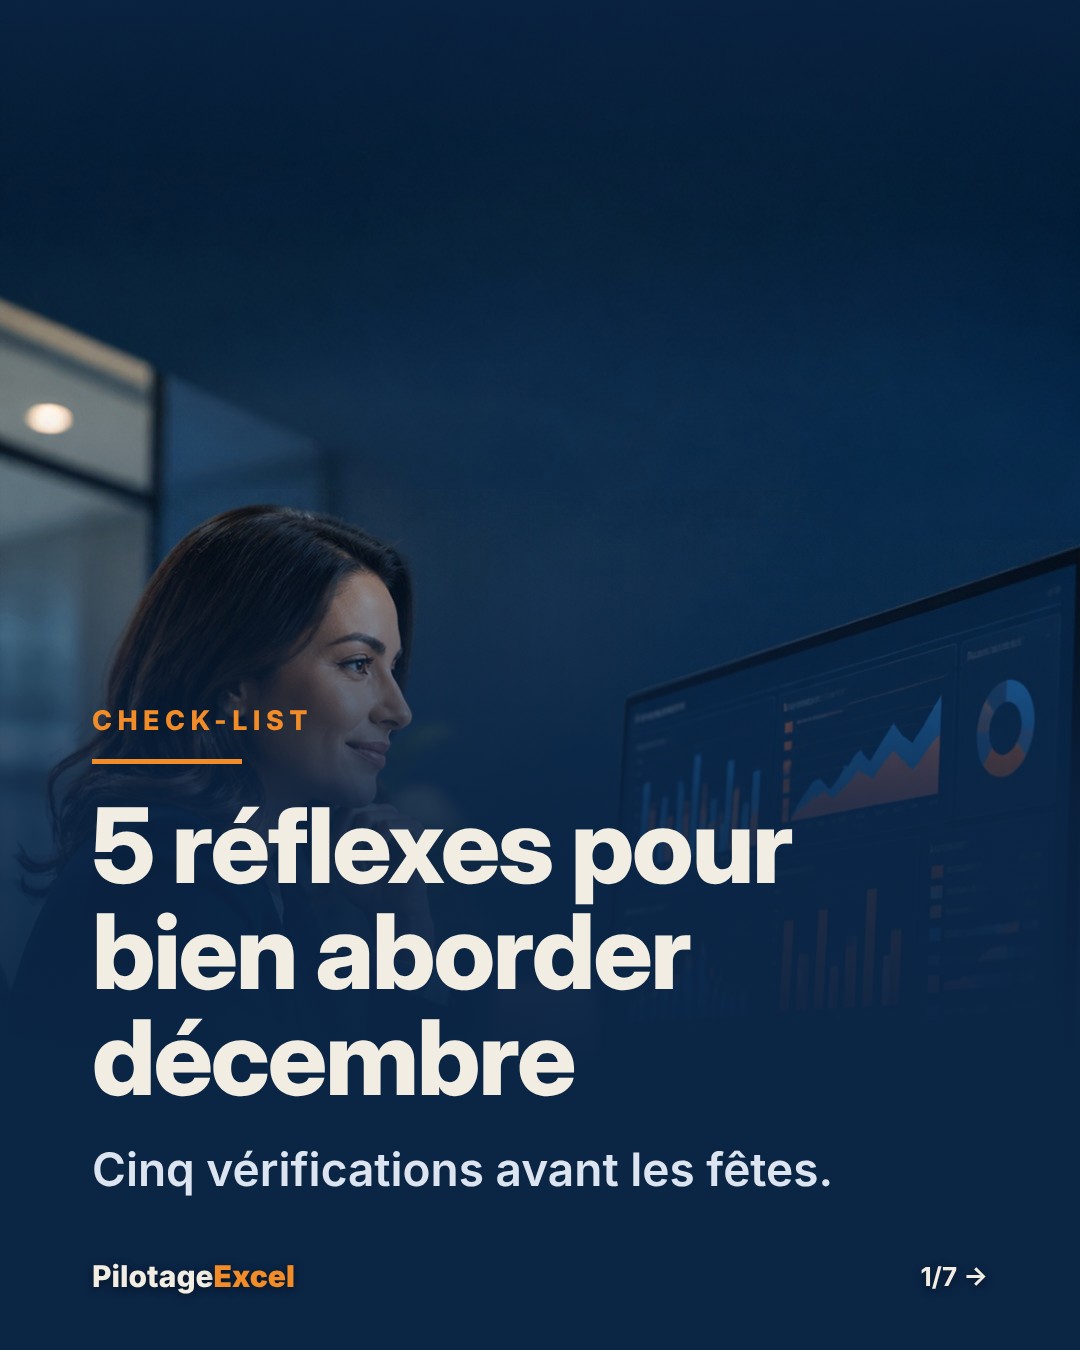 CHECK-LIST
5 réflexes pour
bien aborder
décembre
Cinq vérifications avant les fêtes.
PilotageExcel
1/7 →